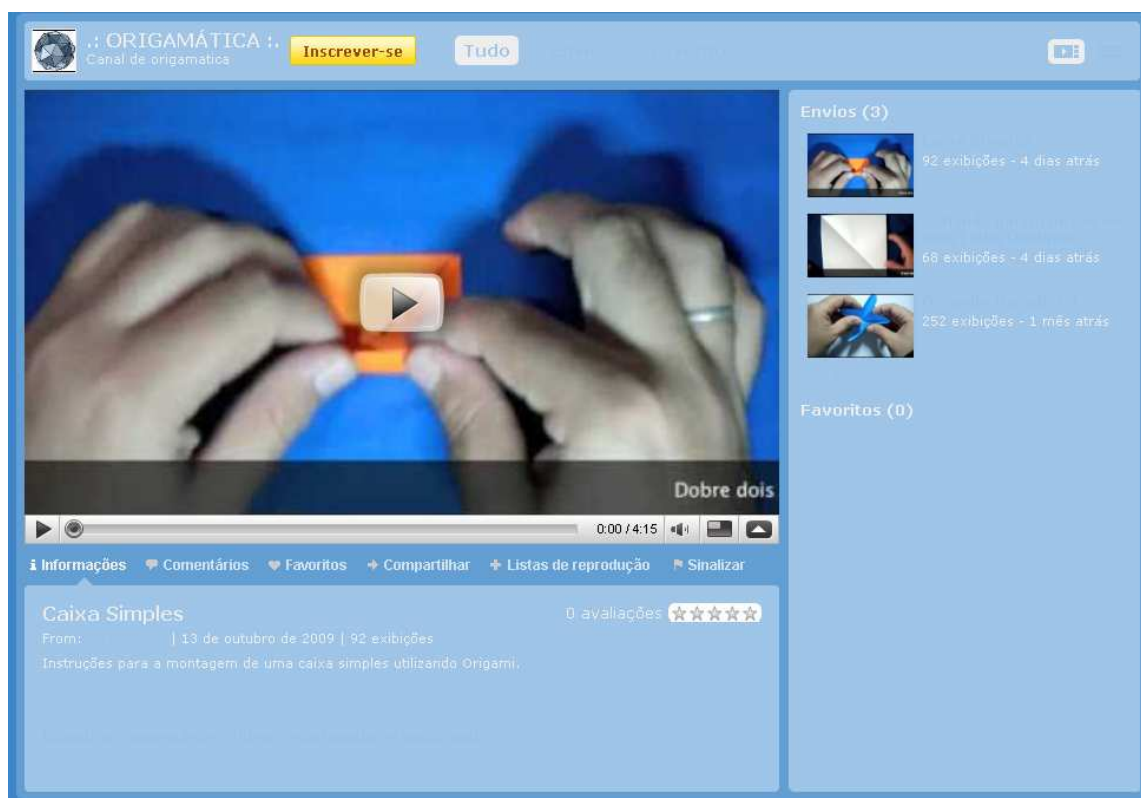 .: ORIGAMÁTICA :.
Canal de origamatica
Inscrever-se
Tudo
Dobre dois
0:00 / 4:15
Informações Comentários Favoritos Compartilhar Listas de reprodução Sinalizar
Caixa Simples
0 avaliações
From: | 13 de outubro de 2009 | 92 exibições
Instruções para a montagem de uma caixa simples utilizando Origami.
Envios (3)
92 exibições - 4 dias atrás
68 exibições - 4 dias atrás
252 exibições - 1 mês atrás
Favoritos (0)